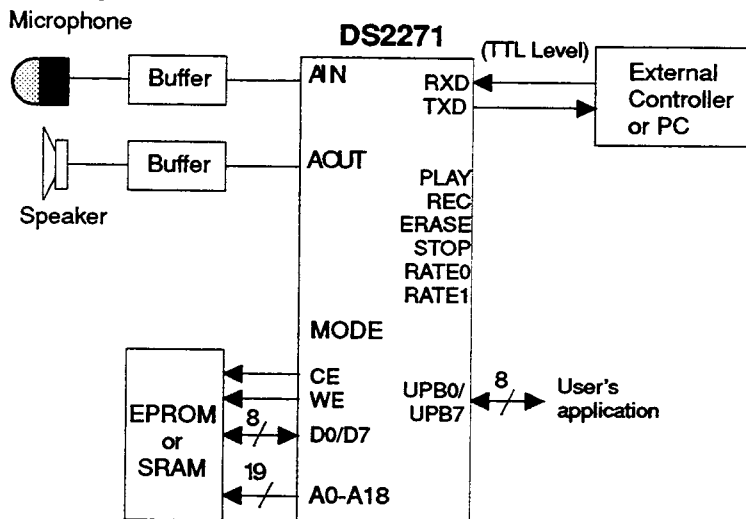 Microphone
Buffer
Buffer
Speaker
DS2271
(TTL Level)
AIN
AOUT
RXD
TXD
External
Controller
or PC
PLAY
REC
ERASE
STOP
RATE0
RATE1
MODE
CE
WE
D0/D7
A0-A18
UPB0/
UPB7
8
User's
application
EPROM
or
SRAM
8
19